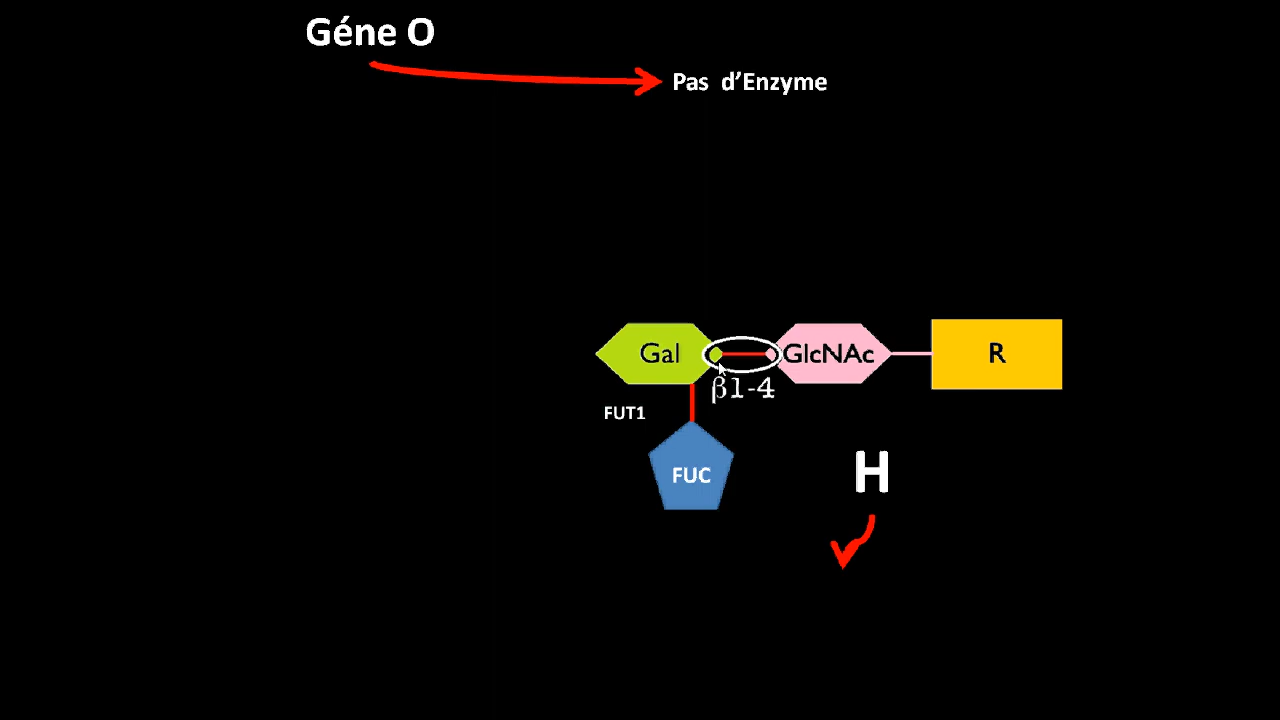 Géne O
Pas d'Enzyme
Gal
GlcNAc
R
β1-4
FUT1
FUC
H